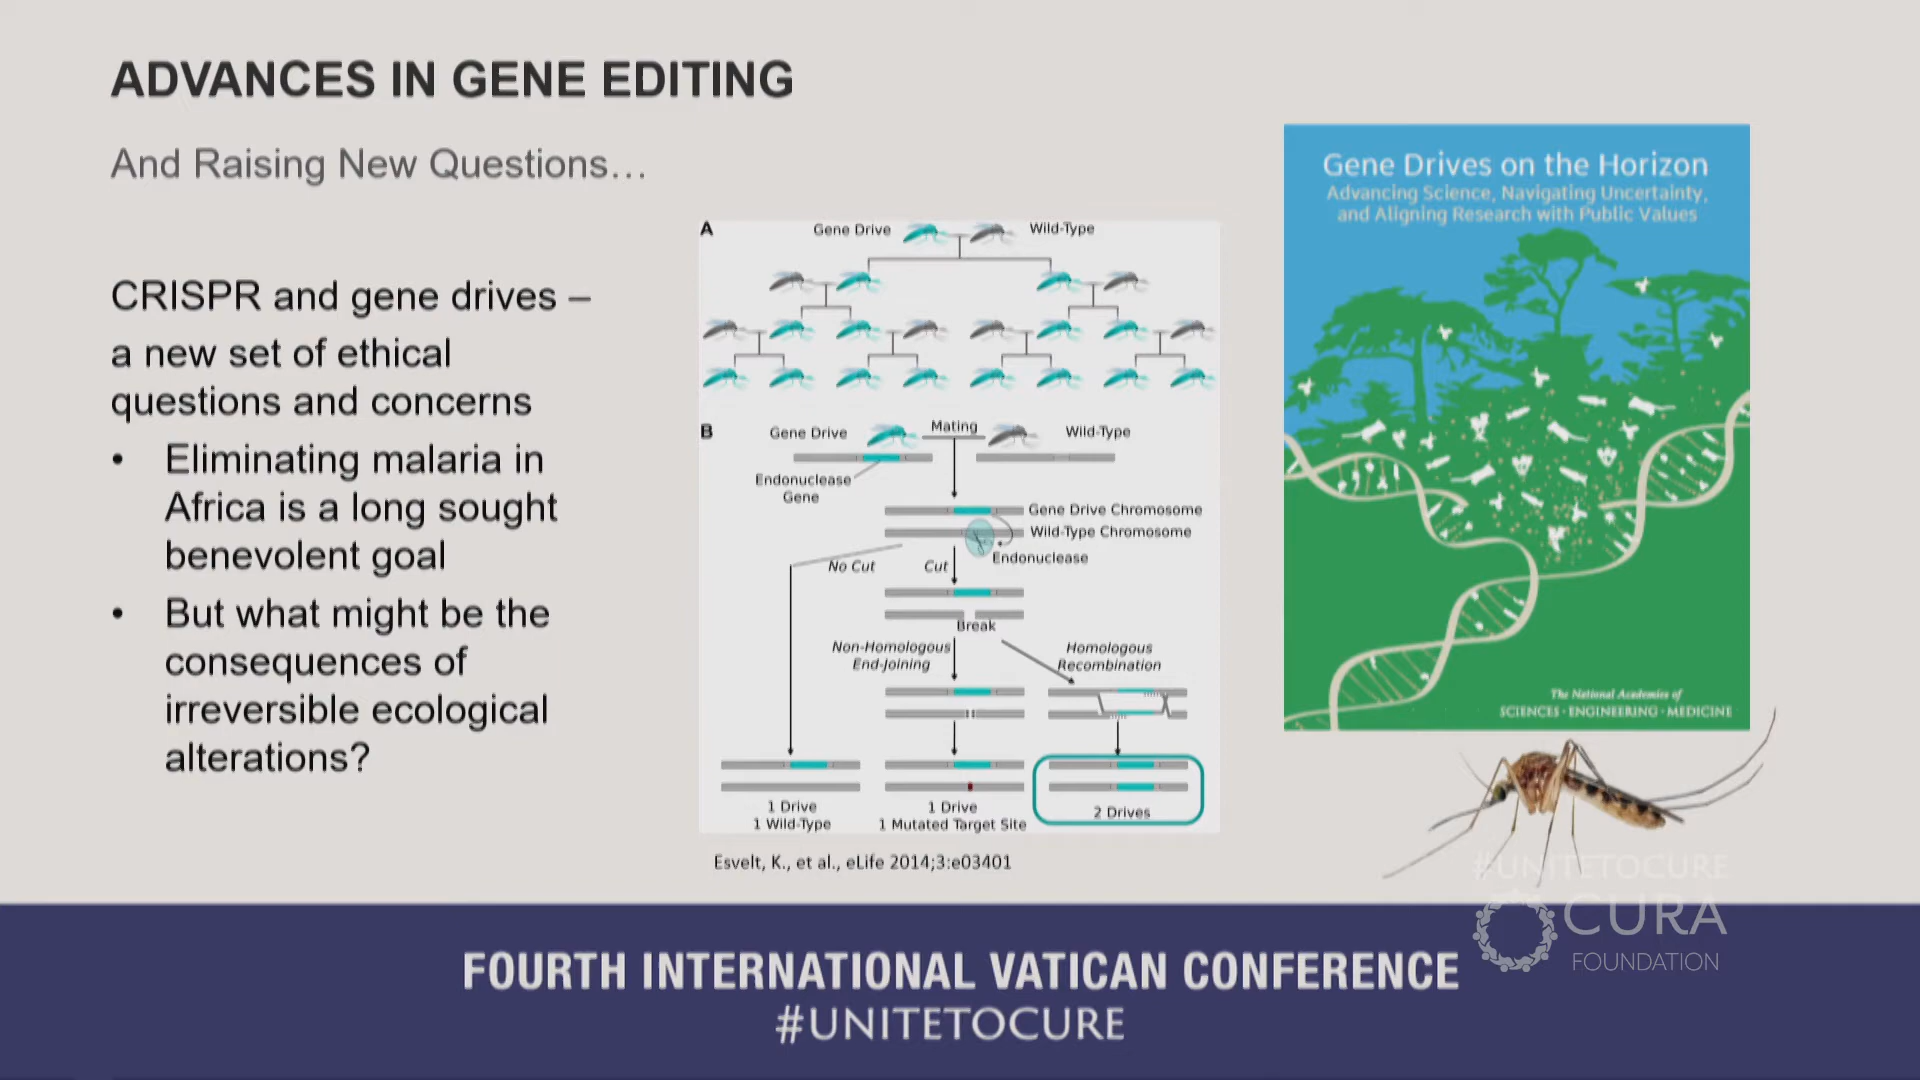 ADVANCES IN GENE EDITING
And Raising New Questions…
CRISPR and gene drives –
a new set of ethical
questions and concerns
• Eliminating malaria in
Africa is a long sought
benevolent goal
• But what might be the
consequences of
irreversible ecological
alterations?
A
Gene Drive
Wild-Type
B
Gene Drive
Mating
Wild-Type
Endonuclease
Gene
Gene Drive Chromosome
Wild-Type Chromosome
Endonuclease
No Cut
Cut
Break
Non-Homologous
End-Joining
Homologous
Recombination
1 Drive
1 Wild-Type
1 Drive
1 Mutated Target Site
2 Drives
Esvelt, K., et al., eLife 2014;3:e03401
Gene Drives on the Horizon
Advancing Science, Navigating Uncertainty,
and Aligning Research with Public Values
The National Academies of
SCIENCES · ENGINEERING · MEDICINE
#UNITETOCURE
CURA
FOUNDATION
FOURTH INTERNATIONAL VATICAN CONFERENCE
#UNITETOCURE